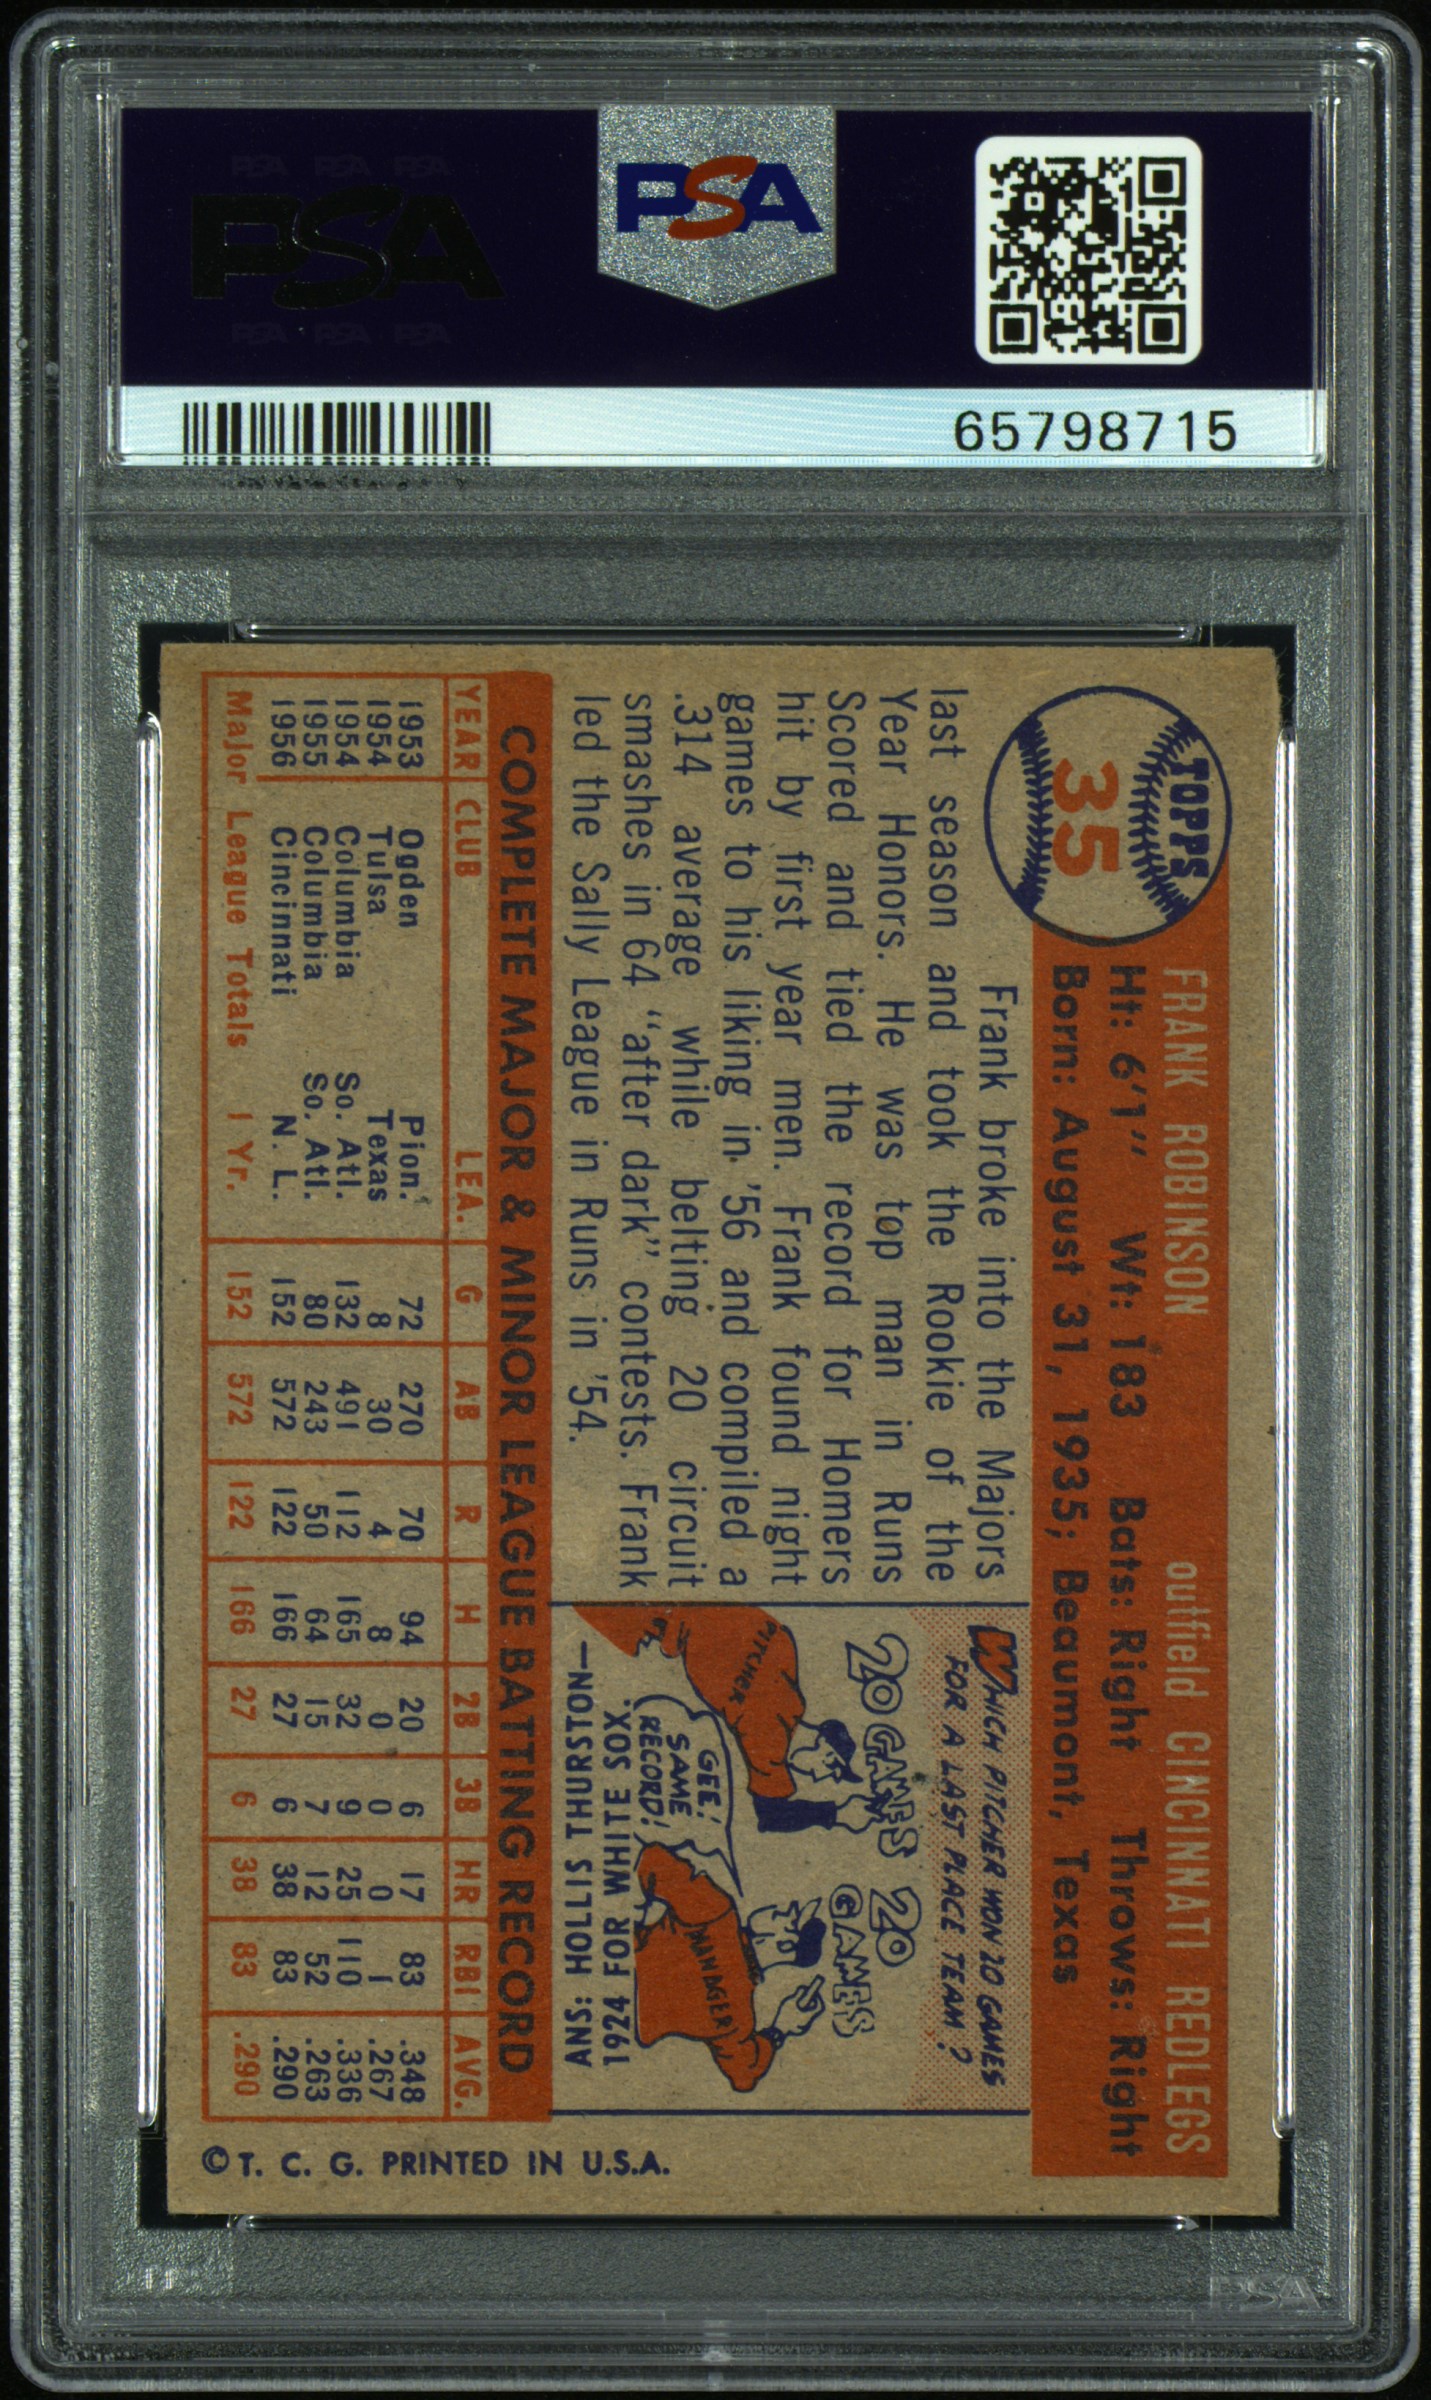 PSA PSA PSA
PSA
PSA PSA PSA
PSA
65798715
TOPPS
35
FRANK ROBINSON outfield CINCINNATI REDLEGS
Ht: 6'1" Wt: 183 Bats: Right Throws: Right
Born: August 31, 1935; Beaumont, Texas
Frank broke into the Majors
last season and took the Rookie of the
Year Honors. He was top man in Runs
Scored and tied the record for Homers
hit by first year men. Frank found night
games to his liking in '56 and compiled a
.314 average while belting 20 circuit
smashes in 64 "after dark" contests. Frank
led the Sally League in Runs in '54.
WHICH PITCHER WON 20 GAMES
FOR A LAST PLACE TEAM?
20 GAMES
20 GAMES
PITCHER
GEE!
SAME
RECORD!
MANAGER
ANS: HOLLIS THURSTON—
1924 FOR WHITE SOX.
COMPLETE MAJOR & MINOR LEAGUE BATTING RECORD
YEAR CLUB LEA. G AB R H 2B 3B HR RBI AVG.
1953 Ogden Pion. 72 270 70 94 20 6 17 83 .348
1954 Tulsa Texas 8 30 4 8 0 0 0 1 .267
1954 Columbia So. Atl. 132 491 112 165 32 9 25 110 .336
1955 Columbia So. Atl. 80 243 50 64 15 7 12 52 .263
1956 Cincinnati N. L. 152 572 122 166 27 6 38 83 .290
Major League Totals 1 Yr. 152 572 122 166 27 6 38 83 .290
© T. C. G. PRINTED IN U.S.A.
PSA